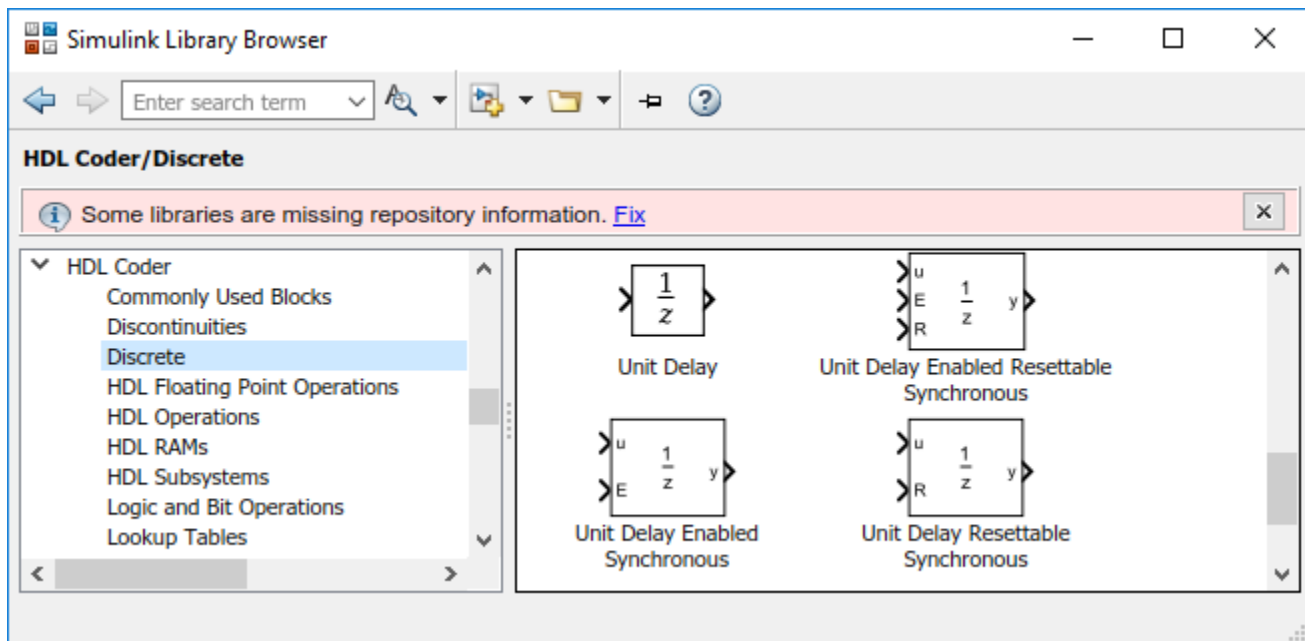 Simulink Library Browser
Enter search term
HDL Coder/Discrete
Some libraries are missing repository information. Fix
HDL Coder
Commonly Used Blocks
Discontinuities
Discrete
HDL Floating Point Operations
HDL Operations
HDL RAMs
HDL Subsystems
Logic and Bit Operations
Lookup Tables
1
z
Unit Delay
u
E
R
1
z
y
Unit Delay Enabled Resettable
Synchronous
u
E
1
z
y
Unit Delay Enabled
Synchronous
u
R
1
z
y
Unit Delay Resettable
Synchronous